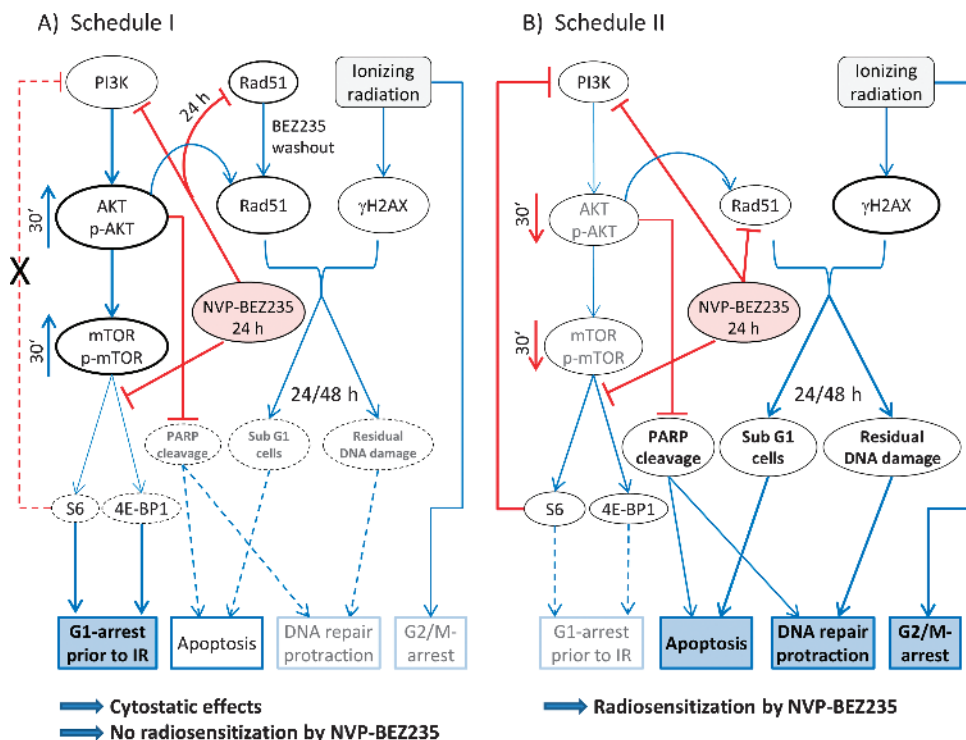 A) Schedule I
PI3K
Rad51
Ionizing
radiation
24 h
BEZ235
washout
30‘
AKT
p-AKT
Rad51
γH2AX
X
30‘
mTOR
p-mTOR
NVP-BEZ235
24 h
24/48 h
PARP
cleavage
Sub G1
cells
Residual
DNA damage
S6
4E-BP1
G1-arrest
prior to IR
Apoptosis
DNA repair
protraction
G2/M-
arrest
Cytostatic effects
No radiosensitization by NVP-BEZ235
B) Schedule II
PI3K
Ionizing
radiation
30‘
AKT
p-AKT
Rad51
γH2AX
30‘
mTOR
p-mTOR
NVP-BEZ235
24 h
24/48 h
PARP
cleavage
Sub G1
cells
Residual
DNA damage
S6
4E-BP1
G1-arrest
prior to IR
Apoptosis
DNA repair
protraction
G2/M-
arrest
Radiosensitization by NVP-BEZ235